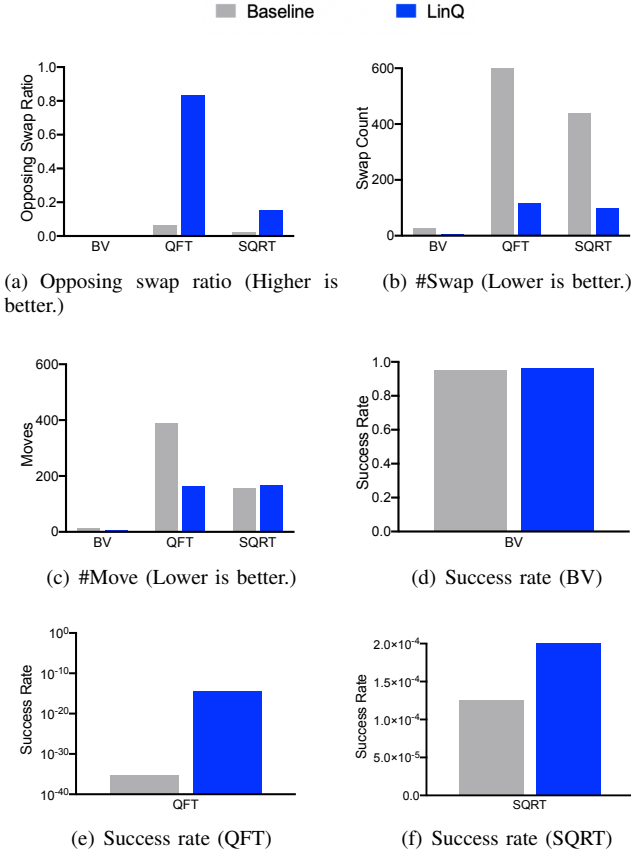 Baseline LinQ
Opposing Swap Ratio
1.0
0.8
0.6
0.4
0.2
0.0
BV QFT SQRT
(a) Opposing swap ratio (Higher is
better.)
Swap Count
600
400
200
0
BV QFT SQRT
(b) #Swap (Lower is better.)
Moves
600
400
200
0
BV QFT SQRT
(c) #Move (Lower is better.)
Success Rate
1.0
0.8
0.6
0.4
0.2
0.0
BV
(d) Success rate (BV)
Success Rate
10⁰
10⁻¹⁰
10⁻²⁰
10⁻³⁰
10⁻⁴⁰
QFT
(e) Success rate (QFT)
Success Rate
2.0×10⁻⁴
1.5×10⁻⁴
1.0×10⁻⁴
5.0×10⁻⁵
0.0
SQRT
(f) Success rate (SQRT)